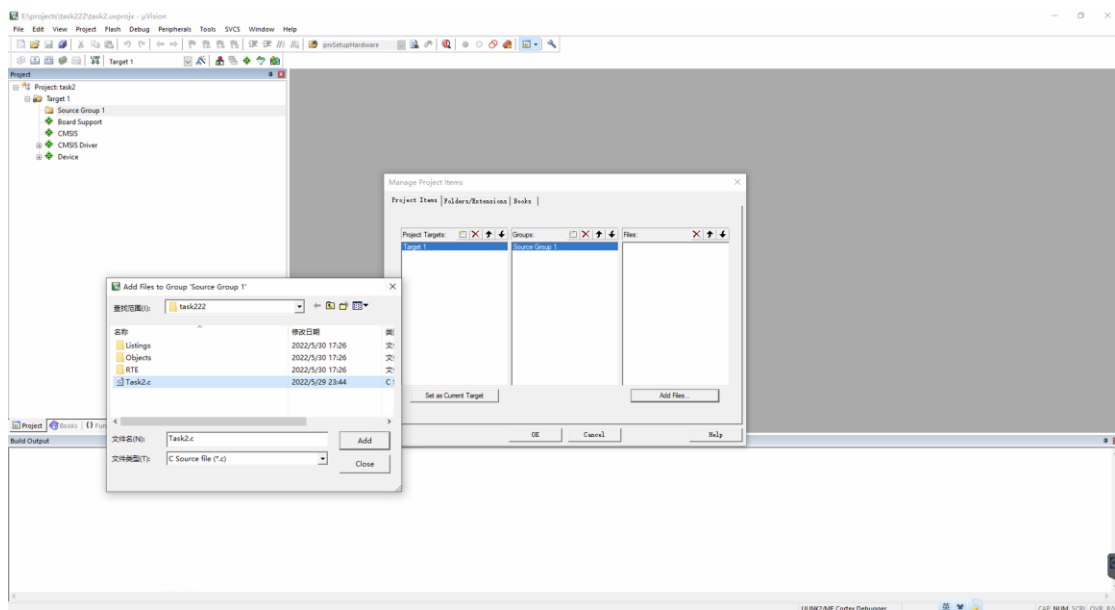 E:\projects\task222\task2.uvprojx - µVision
File Edit View Project Flash Debug Peripherals Tools SVCS Window Help
prvSetupHardware
Target 1
Project
Project: task2
Target 1
Source Group 1
Board Support
CMSIS
CMSIS Driver
Device
Manage Project Items
Project Items Folders/Extensions Books
Project Targets: Groups: Files:
Target 1 Source Group 1
Set as Current Target Add Files...
OK Cancel Help
Add Files to Group 'Source Group 1'
查找范围(I): task222
名称 修改日期
Listings 2022/5/30 17:26
Objects 2022/5/30 17:26
RTE 2022/5/30 17:26
Task2.c 2022/5/29 23:44
文件名(N): Task2.c Add
文件类型(T): C Source file (*.c) Close
Project Books {} Fun
Build Output
ULINK2/ME Cortex Debugger 英 CAP NUM SCRL OVR